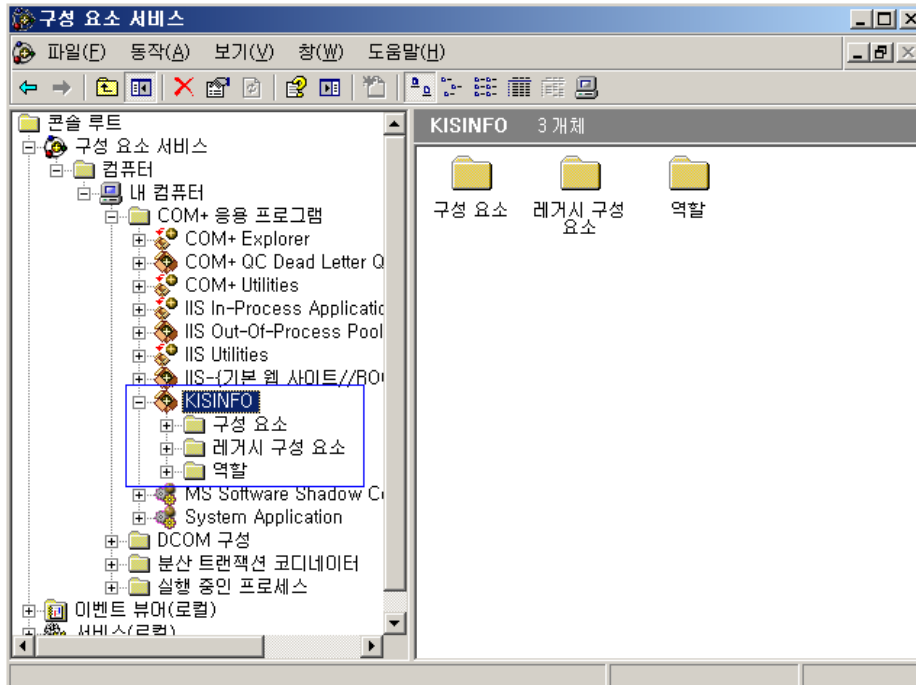 구성 요소 서비스
파일(F) 동작(A) 보기(V) 창(W) 도움말(H)
콘솔 루트
구성 요소 서비스
컴퓨터
내 컴퓨터
COM+ 응용 프로그램
COM+ Explorer
COM+ QC Dead Letter Q
COM+ Utilities
IIS In-Process Applicatic
IIS Out-Of-Process Pool
IIS Utilities
IIS-{기본 웹 사이트//ROO
KISINFO
구성 요소
레거시 구성 요소
역할
MS Software Shadow C
System Application
DCOM 구성
분산 트랜잭션 코디네이터
실행 중인 프로세스
이벤트 뷰어(로컬)
서비스(로컬)
KISINFO 3 개체
구성 요소 레거시 구성 역할
요소